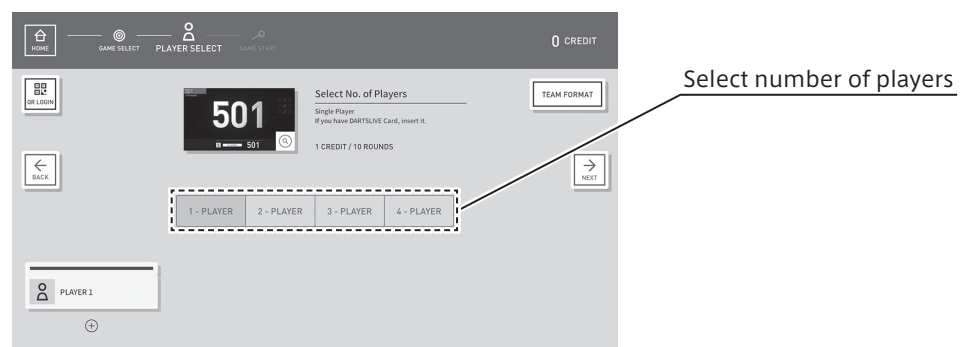 HOME
GAME SELECT
PLAYER SELECT
GAME START
0 CREDIT
QR LOGIN
501
501
501
Select No. of Players
Single Player
If you have DARTSLIVE Card, insert it.
1 CREDIT / 10 ROUNDS
TEAM FORMAT
Select number of players
BACK
NEXT
1 - PLAYER
2 - PLAYER
3 - PLAYER
4 - PLAYER
PLAYER 1